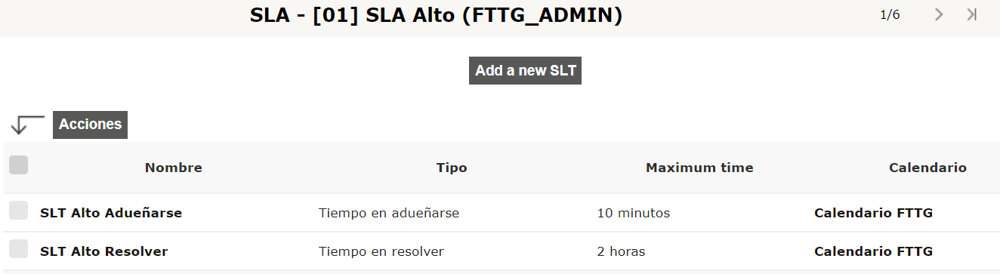 SLA - [01] SLA Alto (FTTG_ADMIN)
1/6
Add a new SLT
Acciones
Nombre Tipo Maximum time Calendario
SLT Alto Adueñarse Tiempo en adueñarse 10 minutos Calendario FTTG
SLT Alto Resolver Tiempo en resolver 2 horas Calendario FTTG